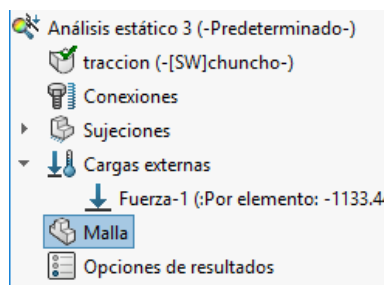 Análisis estático 3 (-Predeterminado-)
traccion (-[SW]chuncho-)
Conexiones
Sujeciones
Cargas externas
Fuerza-1 (:Por elemento: -1133.4
Malla
Opciones de resultados